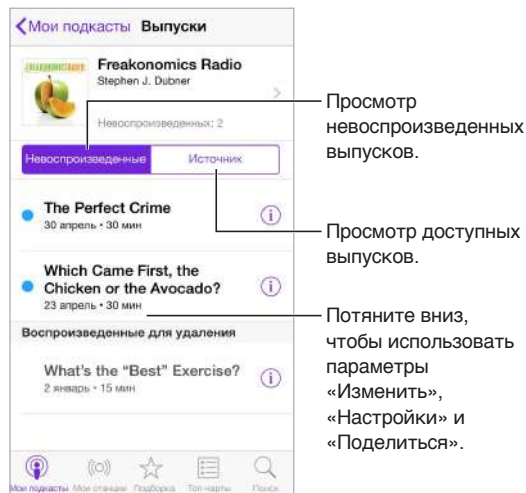 Мои подкасты Выпуски
FREAKONOMICS RADIO
Freakonomics Radio
Stephen J. Dubner
Невоспроизведенных: 2
Невоспроизведенные Источник
The Perfect Crime
30 апрель • 30 мин
Which Came First, the
Chicken or the Avocado?
23 апрель • 30 мин
Воспроизведенные для удаления
What's the “Best” Exercise?
2 январь • 15 мин
Мои подкасты Мои станции Подборка Топ-чарты Поиск
Просмотр
невоспроизведенных
выпусков.
Просмотр доступных
выпусков.
Потяните вниз,
чтобы использовать
параметры
«Изменить»,
«Настройки» и
«Поделиться».